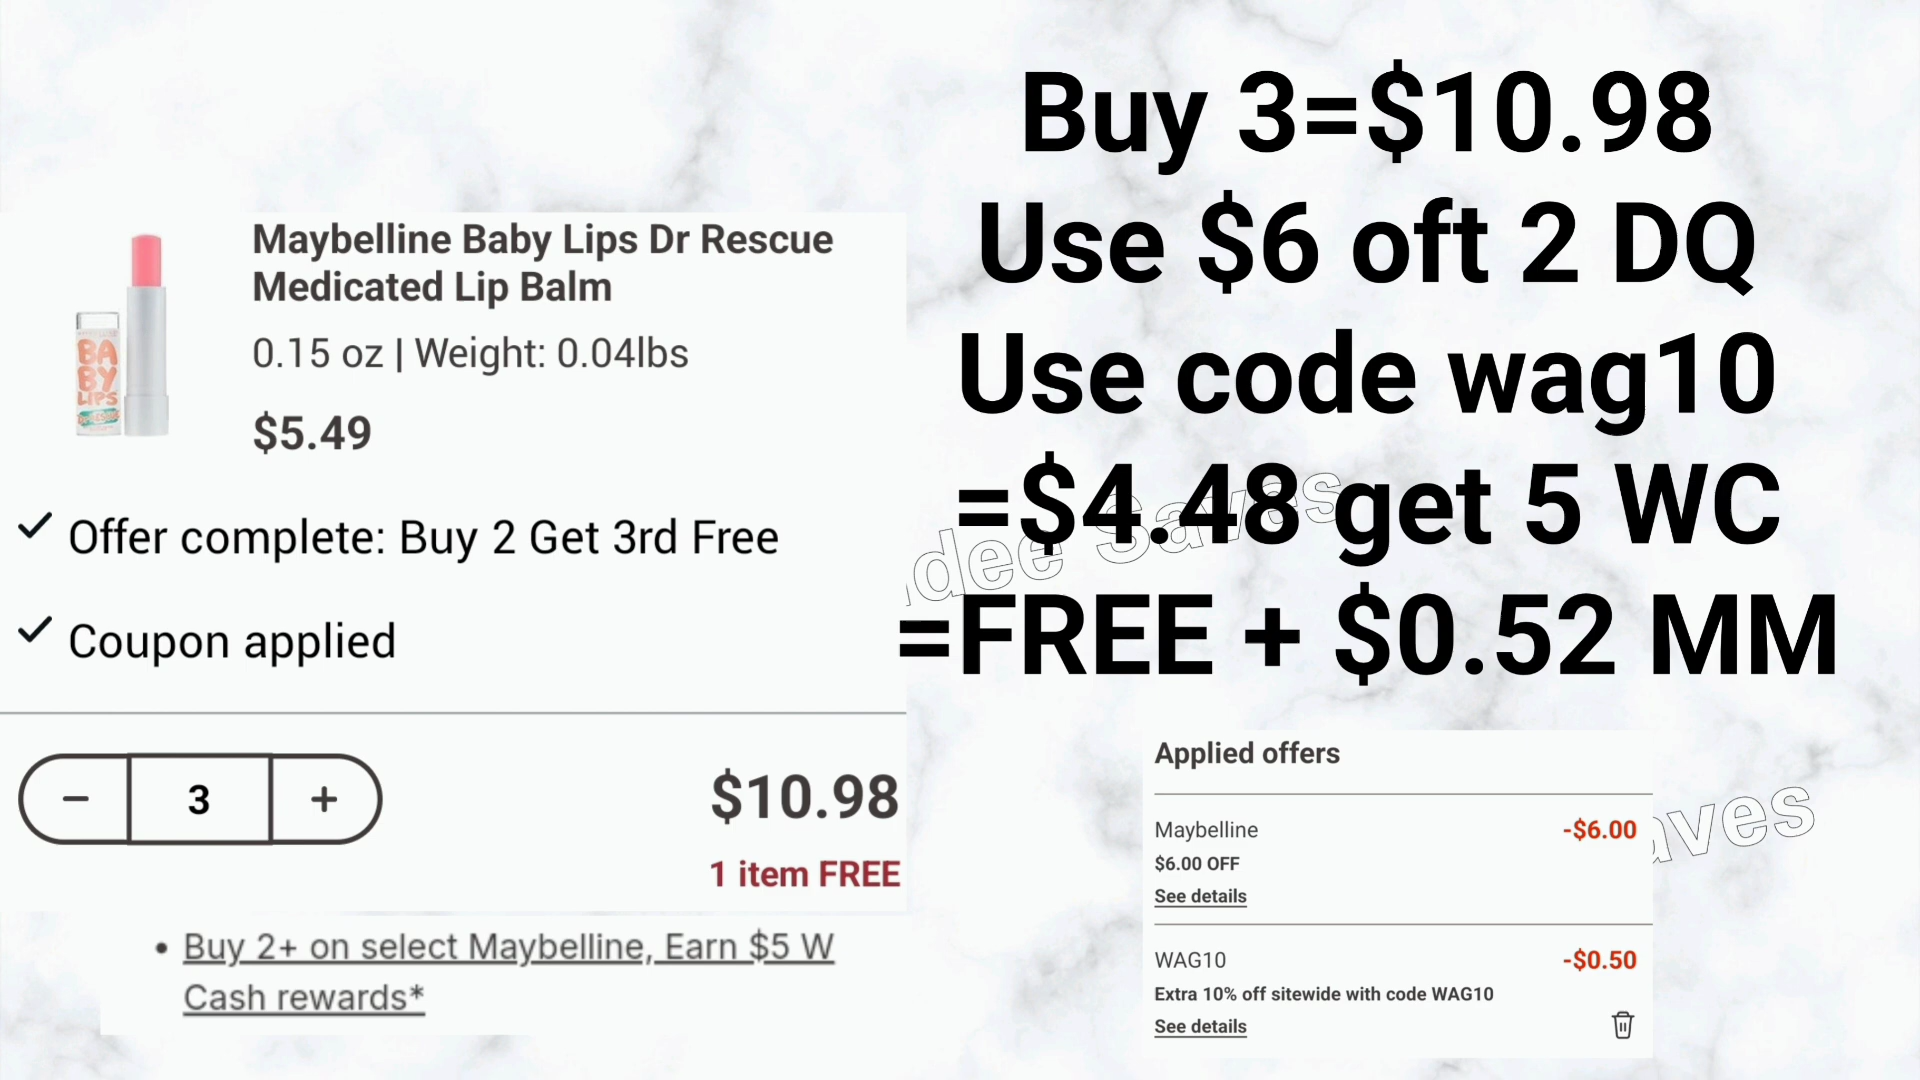 Maybelline Baby Lips Dr Rescue
Medicated Lip Balm
0.15 oz | Weight: 0.04lbs
$5.49
BA
BY
LIPS
Offer complete: Buy 2 Get 3rd Free
Coupon applied
3
$10.98
1 item FREE
• Buy 2+ on select Maybelline, Earn $5 W
Cash rewards*
Buy 3=$10.98
Use $6 oft 2 DQ
Use code wag10
=$4.48 get 5 WC
=FREE + $0.52 MM
dee Saves
Applied offers
Maybelline -$6.00
$6.00 OFF
See details
WAG10 -$0.50
Extra 10% off sitewide with code WAG10
See details
aves